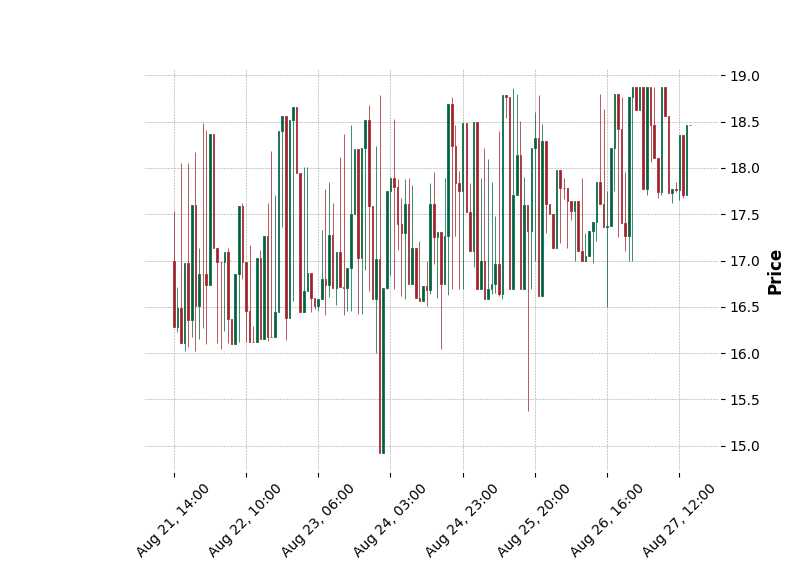 19.0
18.5
18.0
17.5
17.0
16.5
16.0
15.5
15.0
Price
Aug 21, 14:00
Aug 22, 10:00
Aug 23, 06:00
Aug 24, 03:00
Aug 24, 23:00
Aug 25, 20:00
Aug 26, 16:00
Aug 27, 12:00